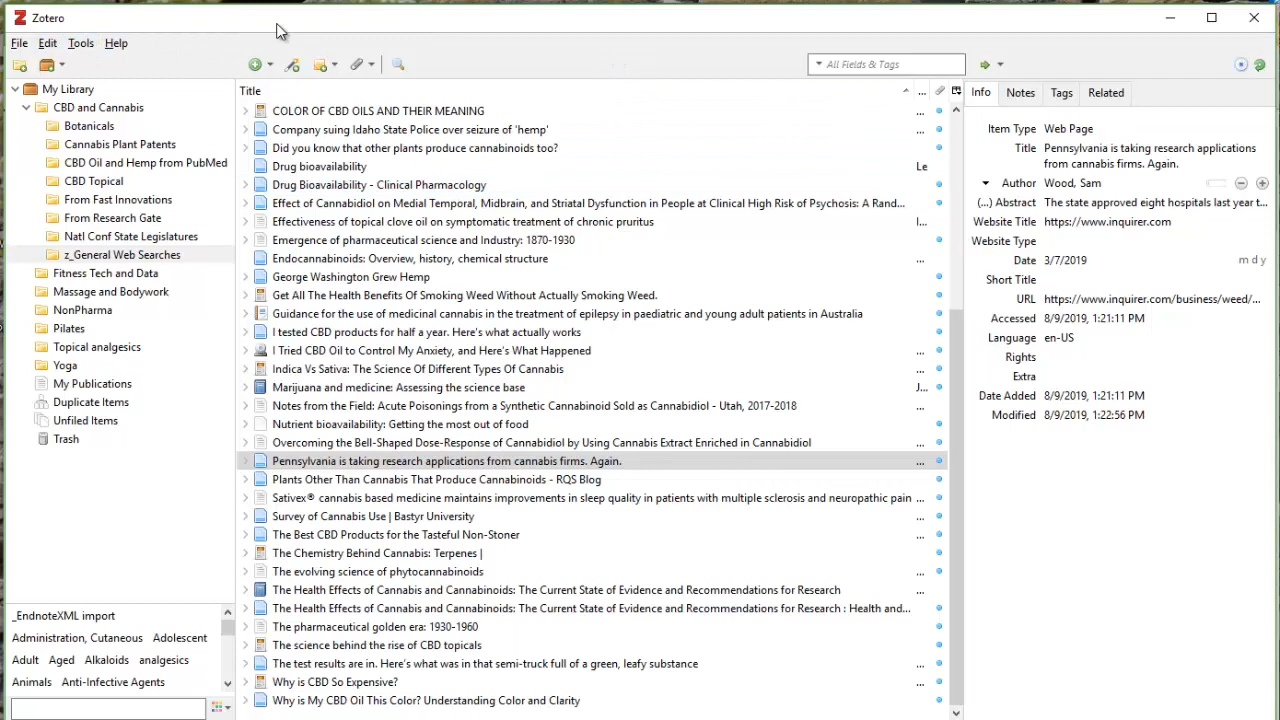 Zotero
File Edit Tools Help
All Fields & Tags
My Library
CBD and Cannabis
Botanicals
Cannabis Plant Patents
CBD Oil and Hemp from PubMed
CBD Topical
From Fast Innovations
From Research Gate
Natl Conf State Legislatures
z_General Web Searches
Fitness Tech and Data
Massage and Bodywork
NonPharma
Pilates
Topical analgesics
Yoga
My Publications
Duplicate Items
Unfiled Items
Trash
_EndnoteXML import
Administration, Cutaneous Adolescent
Adult Aged Alkaloids analgesics
Animals Anti-Infective Agents
Title ...
COLOR OF CBD OILS AND THEIR MEANING ...
Company suing Idaho State Police over seizure of 'hemp' ...
Did you know that other plants produce cannabinoids too?
Drug bioavailability Le
Drug Bioavailability - Clinical Pharmacology
Effect of Cannabidiol on Medial Temporal, Midbrain, and Striatal Dysfunction in People at Clinical High Risk of Psychosis: A Rand... ...
Effectiveness of topical clove oil on symptomatic treatment of chronic pruritus I...
Emergence of pharmaceutical science and Industry: 1870-1930
Endocannabinoids: Overview, history, chemical structure ...
George Washington Grew Hemp
Get All The Health Benefits Of Smoking Weed Without Actually Smoking Weed. ...
Guidance for the use of medicinal cannabis in the treatment of epilepsy in paediatric and young adult patients in Australia
I tested CBD products for half a year. Here's what actually works ...
I Tried CBD Oil to Control My Anxiety, and Here's What Happened ...
Indica Vs Sativa: The Science Of Different Types Of Cannabis ...
Marijuana and medicine: Assessing the science base J...
Notes from the Field: Acute Poisonings from a Synthetic Cannabinoid Sold as Cannabidiol - Utah, 2017-2018 ...
Nutrient bioavailability: Getting the most out of food
Overcoming the Bell-Shaped Dose-Response of Cannabidiol by Using Cannabis Extract Enriched in Cannabidiol ...
Pennsylvania is taking research applications from cannabis firms. Again. ...
Plants Other Than Cannabis That Produce Cannabinoids - RQS Blog
Sativex® cannabis based medicine maintains improvements in sleep quality in patients with multiple sclerosis and neuropathic pain ...
Survey of Cannabis Use | Bastyr University ...
The Best CBD Products for the Tasteful Non-Stoner ...
The Chemistry Behind Cannabis: Terpenes | ...
The evolving science of phytocannabinoids ...
The Health Effects of Cannabis and Cannabinoids: The Current State of Evidence and Recommendations for Research ...
The Health Effects of Cannabis and Cannabinoids: The Current State of Evidence and Recommendations for Research : Health and...
The pharmaceutical golden era: 1930-1960
The science behind the rise of CBD topicals
The test results are in. Here's what was in that semi-truck full of a green, leafy substance ...
Why is CBD So Expensive? ...
Why is My CBD Oil This Color? Understanding Color and Clarity
Info Notes Tags Related
Item Type Web Page
Title Pennsylvania is taking research applications
from cannabis firms. Again.
Author Wood, Sam
(...) Abstract The state approved eight hospitals last year t...
Website Title https://www.inquirer.com
Website Type
Date 3/7/2019 m d y
Short Title
URL https://www.inquirer.com/business/weed/...
Accessed 8/9/2019, 1:21:11 PM
Language en-US
Rights
Extra
Date Added 8/9/2019, 1:21:11 PM
Modified 8/9/2019, 1:22:56 PM